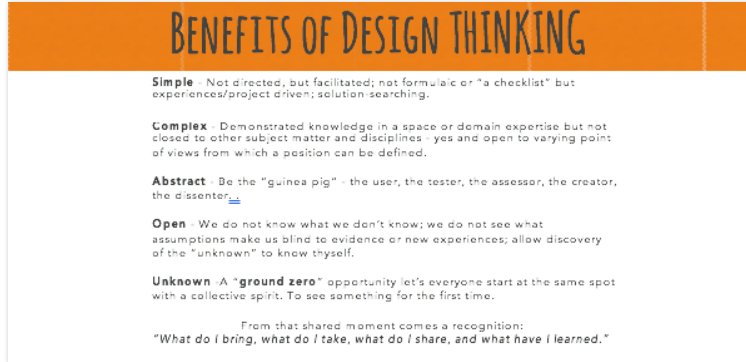 BENEFITS OF DESIGN THINKING
Simple - Not directed, but facilitated; not formulaic or "a checklist" but
experiences/project driven; solution-searching.
Complex - Demonstrated knowledge in a space or domain expertise but not
closed to other subject matter and disciplines - yes and open to varying point
of views from which a position can be defined.
Abstract - Be the "guinea pig" - the user, the tester, the assessor, the creator,
the dissenter. .
Open - We do not know what we don't know; we do not see what
assumptions make us blind to evidence or new experiences; allow discovery
of the "unknown" to know thyself.
Unknown -A "ground zero" opportunity let's everyone start at the same spot
with a collective spirit. To see something for the first time.
From that shared moment comes a recognition:
"What do I bring, what do I take, what do I share, and what have I learned."